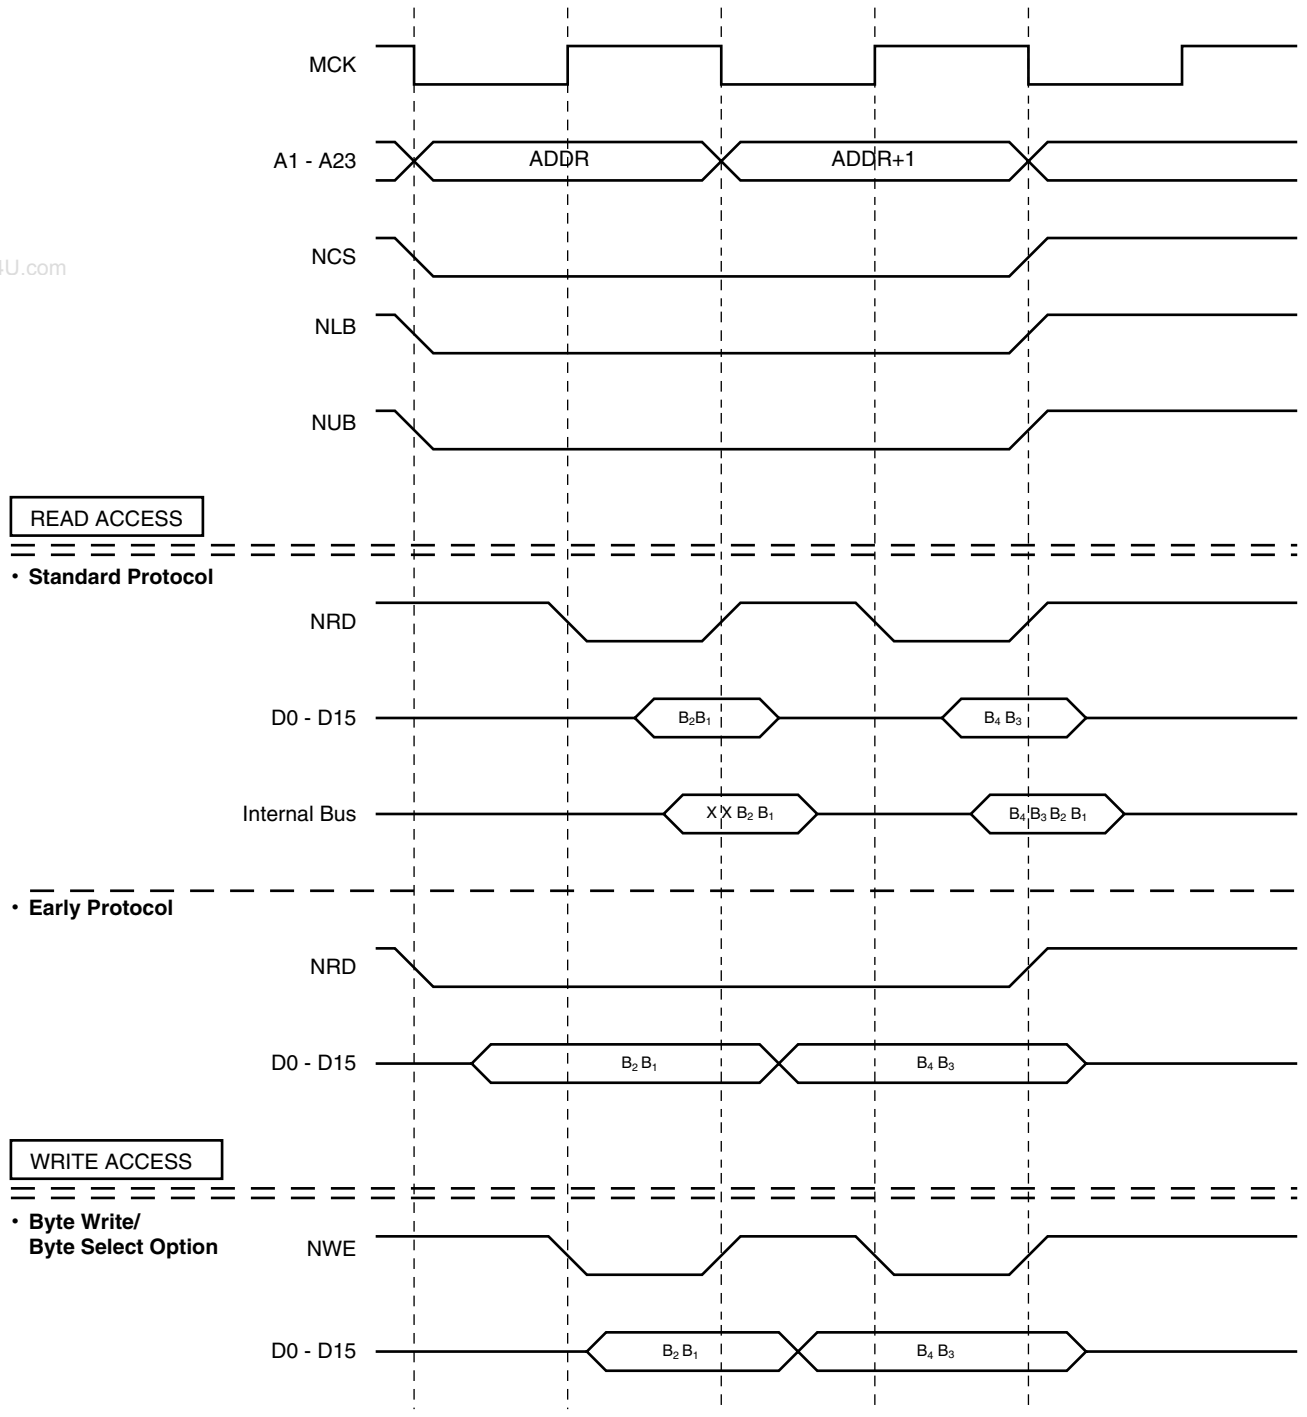 MCK
A1 - A23 ADDR ADDR+1
NCS
4U.com
NLB
NUB
READ ACCESS
• Standard Protocol
NRD
D0 - D15 B₂B₁ B₄ B₃
Internal Bus X X B₂ B₁ B₄ B₃ B₂ B₁
• Early Protocol
NRD
D0 - D15 B₂ B₁ B₄ B₃
WRITE ACCESS
• Byte Write/
Byte Select Option NWE
D0 - D15 B₂ B₁ B₄ B₃